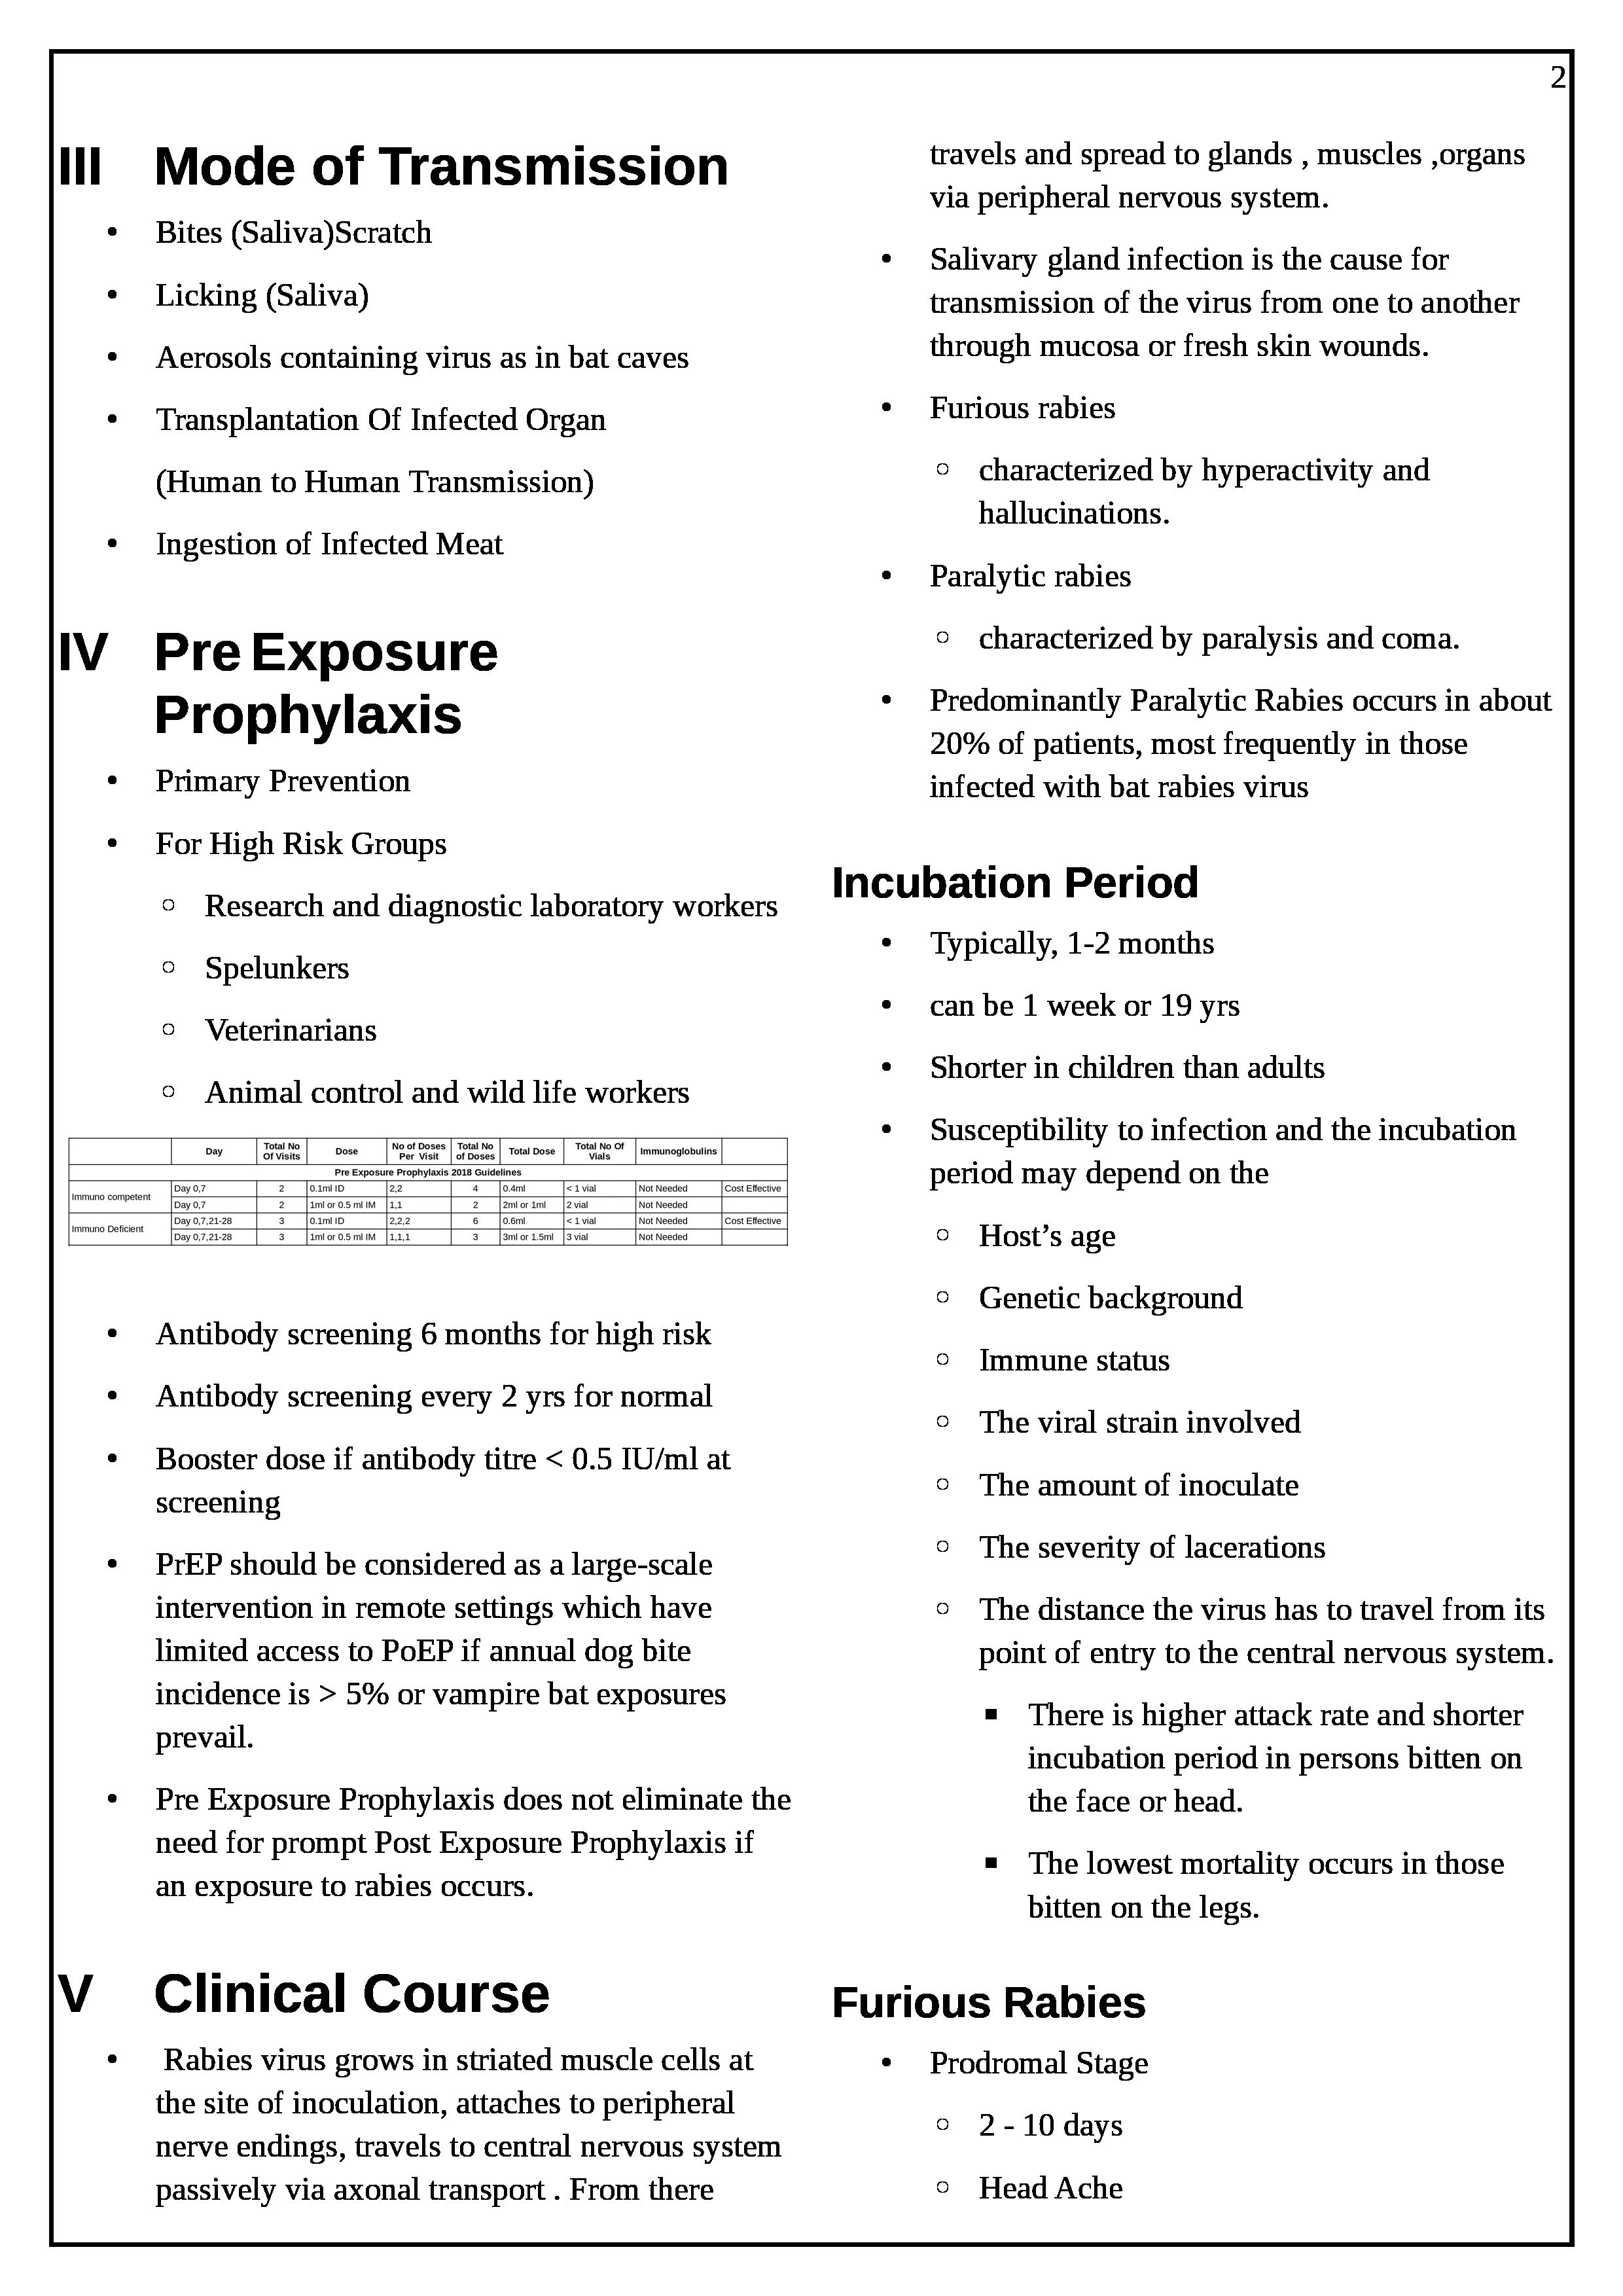 2
III Mode of Transmission
• Bites (Saliva)Scratch
• Licking (Saliva)
• Aerosols containing virus as in bat caves
• Transplantation Of Infected Organ
(Human to Human Transmission)
• Ingestion of Infected Meat
IV Pre Exposure
Prophylaxis
• Primary Prevention
• For High Risk Groups
○ Research and diagnostic laboratory workers
○ Spelunkers
○ Veterinarians
○ Animal control and wild life workers
Day | Total No Of Visits | Dose | No of Doses Per Visit | Total No of Doses | Total Dose | Total No Of Vials | Immunoglobulins
Pre Exposure Prophylaxis 2018 Guidelines
Immuno competent | Day 0,7 | 2 | 0.1ml ID | 2,2 | 4 | 0.4ml | < 1 vial | Not Needed | Cost Effective
Day 0,7 | 2 | 1ml or 0.5 ml IM | 1,1 | 2 | 2ml or 1ml | 2 vial | Not Needed
Immuno Deficient | Day 0,7,21-28 | 3 | 0.1ml ID | 2,2,2 | 6 | 0.6ml | < 1 vial | Not Needed | Cost Effective
Day 0,7,21-28 | 3 | 1ml or 0.5 ml IM | 1,1,1 | 3 | 3ml or 1.5ml | 3 vial | Not Needed
• Antibody screening 6 months for high risk
• Antibody screening every 2 yrs for normal
• Booster dose if antibody titre < 0.5 IU/ml at
screening
• PrEP should be considered as a large-scale
intervention in remote settings which have
limited access to PoEP if annual dog bite
incidence is > 5% or vampire bat exposures
prevail.
• Pre Exposure Prophylaxis does not eliminate the
need for prompt Post Exposure Prophylaxis if
an exposure to rabies occurs.
V Clinical Course
• Rabies virus grows in striated muscle cells at
the site of inoculation, attaches to peripheral
nerve endings, travels to central nervous system
passively via axonal transport . From there
travels and spread to glands , muscles ,organs
via peripheral nervous system.
• Salivary gland infection is the cause for
transmission of the virus from one to another
through mucosa or fresh skin wounds.
• Furious rabies
○ characterized by hyperactivity and
hallucinations.
• Paralytic rabies
○ characterized by paralysis and coma.
• Predominantly Paralytic Rabies occurs in about
20% of patients, most frequently in those
infected with bat rabies virus
Incubation Period
• Typically, 1-2 months
• can be 1 week or 19 yrs
• Shorter in children than adults
• Susceptibility to infection and the incubation
period may depend on the
○ Host’s age
○ Genetic background
○ Immune status
○ The viral strain involved
○ The amount of inoculate
○ The severity of lacerations
○ The distance the virus has to travel from its
point of entry to the central nervous system.
▪ There is higher attack rate and shorter
incubation period in persons bitten on
the face or head.
▪ The lowest mortality occurs in those
bitten on the legs.
Furious Rabies
• Prodromal Stage
○ 2 - 10 days
○ Head Ache